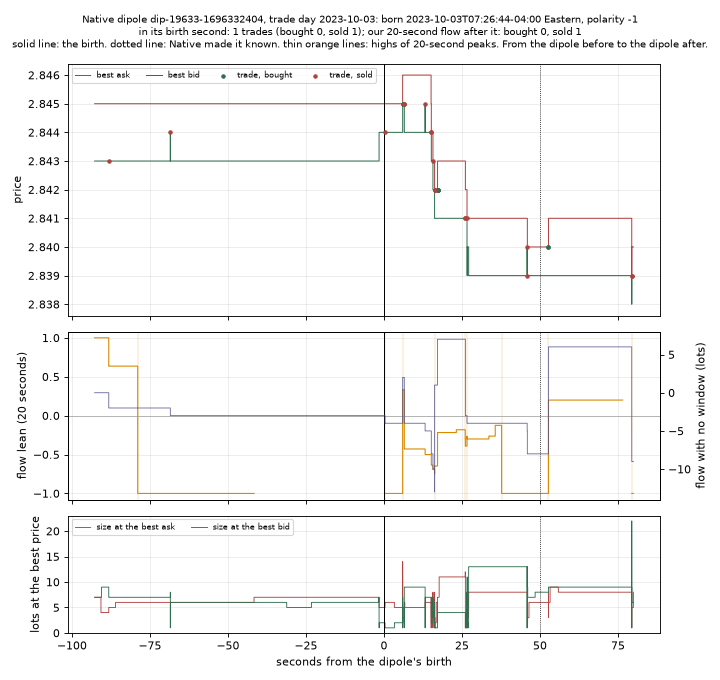 Native dipole dip-19633-1696332404, trade day 2023-10-03: born 2023-10-03T07:26:44-04:00 Eastern, polarity -1
in its birth second: 1 trades (bought 0, sold 1); our 20-second flow after it: bought 0, sold 1
solid line: the birth. dotted line: Native made it known. thin orange lines: highs of 20-second peaks. From the dipole before to the dipole after.
best ask
best bid
trade, bought
trade, sold
2.846
2.845
2.844
2.843
2.842
2.841
2.840
2.839
2.838
price
1.0
0.5
0.0
−0.5
−1.0
flow lean (20 seconds)
5
0
−5
−10
flow with no window (lots)
size at the best ask
size at the best bid
20
15
10
5
0
lots at the best price
−100
−75
−50
−25
0
25
50
75
seconds from the dipole's birth